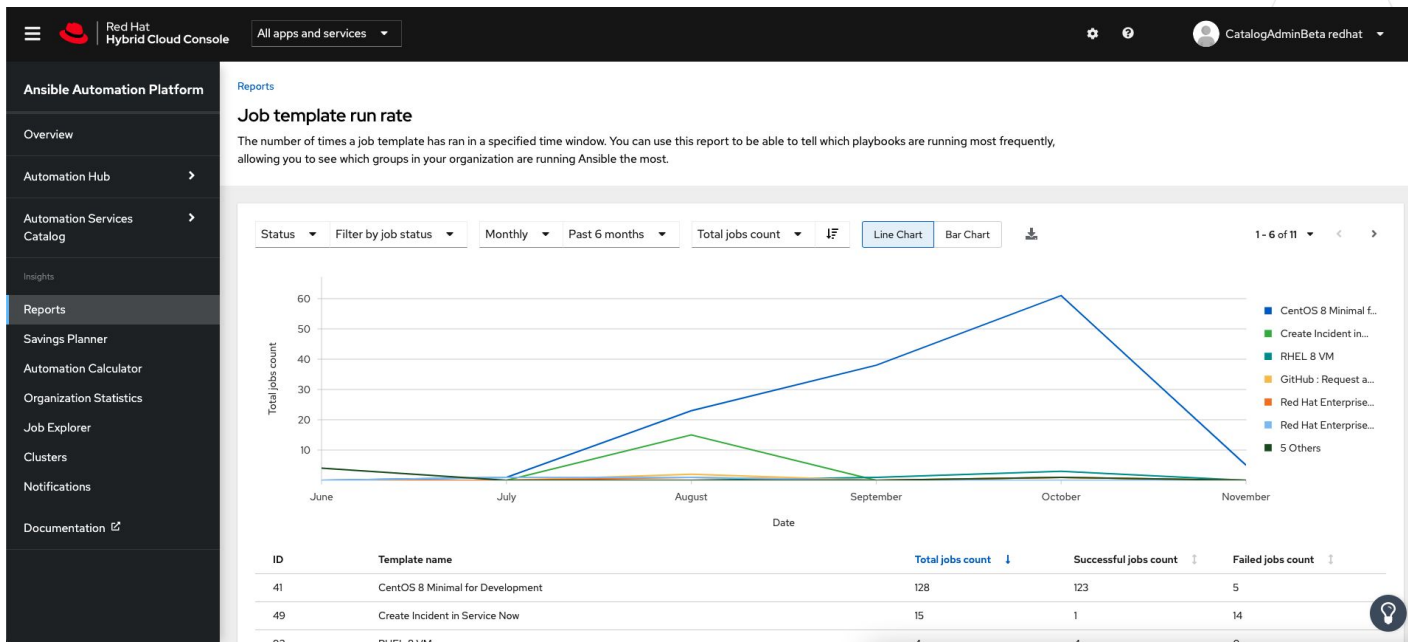 Red Hat
Hybrid Cloud Console
All apps and services
CatalogAdminBeta redhat
Ansible Automation Platform
Overview
Automation Hub
Automation Services
Catalog
Insights
Reports
Savings Planner
Automation Calculator
Organization Statistics
Job Explorer
Clusters
Notifications
Documentation
Reports
Job template run rate
The number of times a job template has ran in a specified time window. You can use this report to be able to tell which playbooks are running most frequently,
allowing you to see which groups in your organization are running Ansible the most.
Status Filter by job status Monthly Past 6 months Total jobs count Line Chart Bar Chart 1 - 6 of 11
60
50
40
30
20
10
Total jobs count
June July August September October November
Date
CentOS 8 Minimal f...
Create Incident in...
RHEL 8 VM
GitHub : Request a...
Red Hat Enterprise...
Red Hat Enterprise...
5 Others
ID Template name Total jobs count Successful jobs count Failed jobs count
41 CentOS 8 Minimal for Development 128 123 5
49 Create Incident in Service Now 15 1 14
RHEL 8 VM